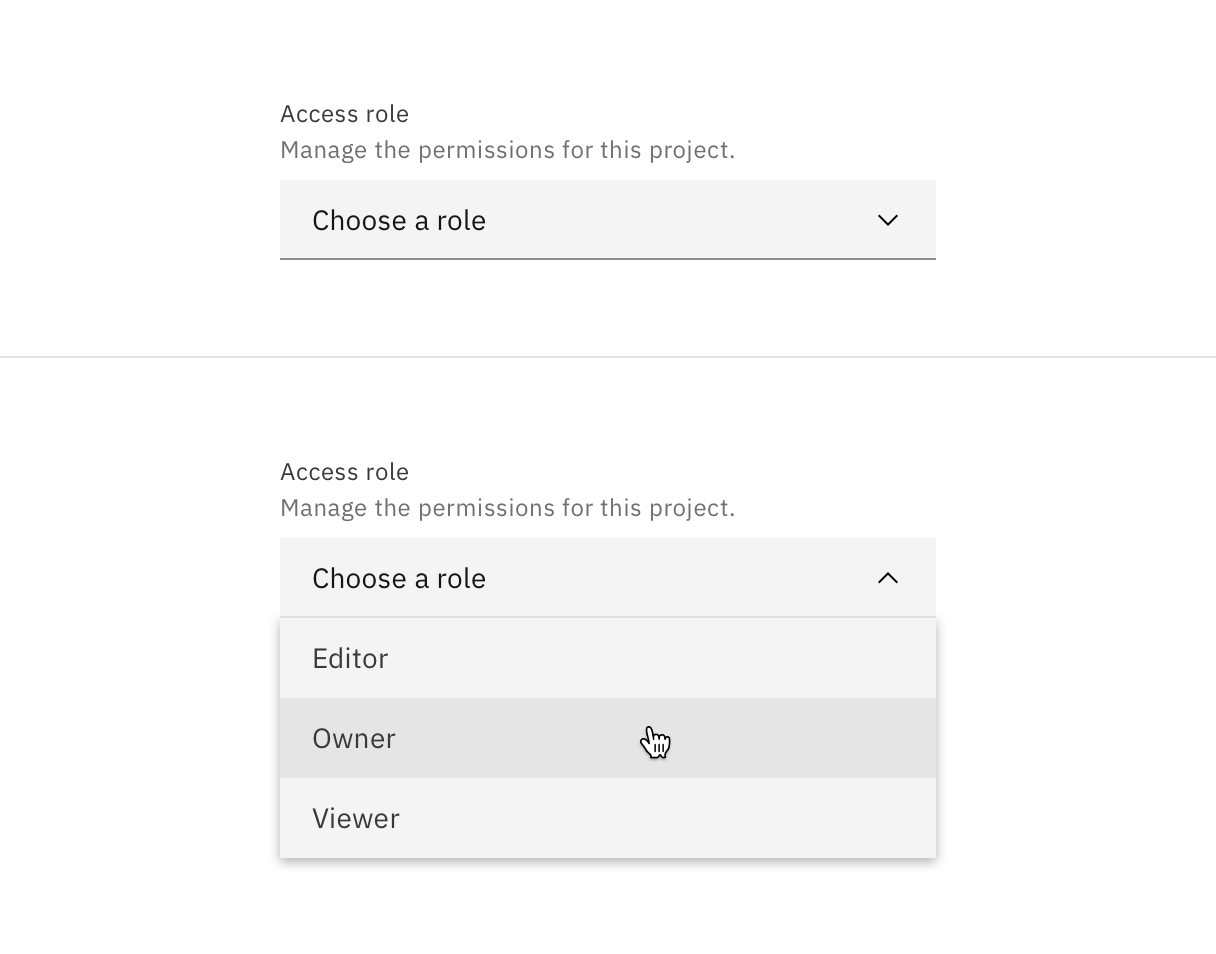 Access role
Manage the permissions for this project.
Choose a role
Access role
Manage the permissions for this project.
Choose a role
Editor
Owner
Viewer